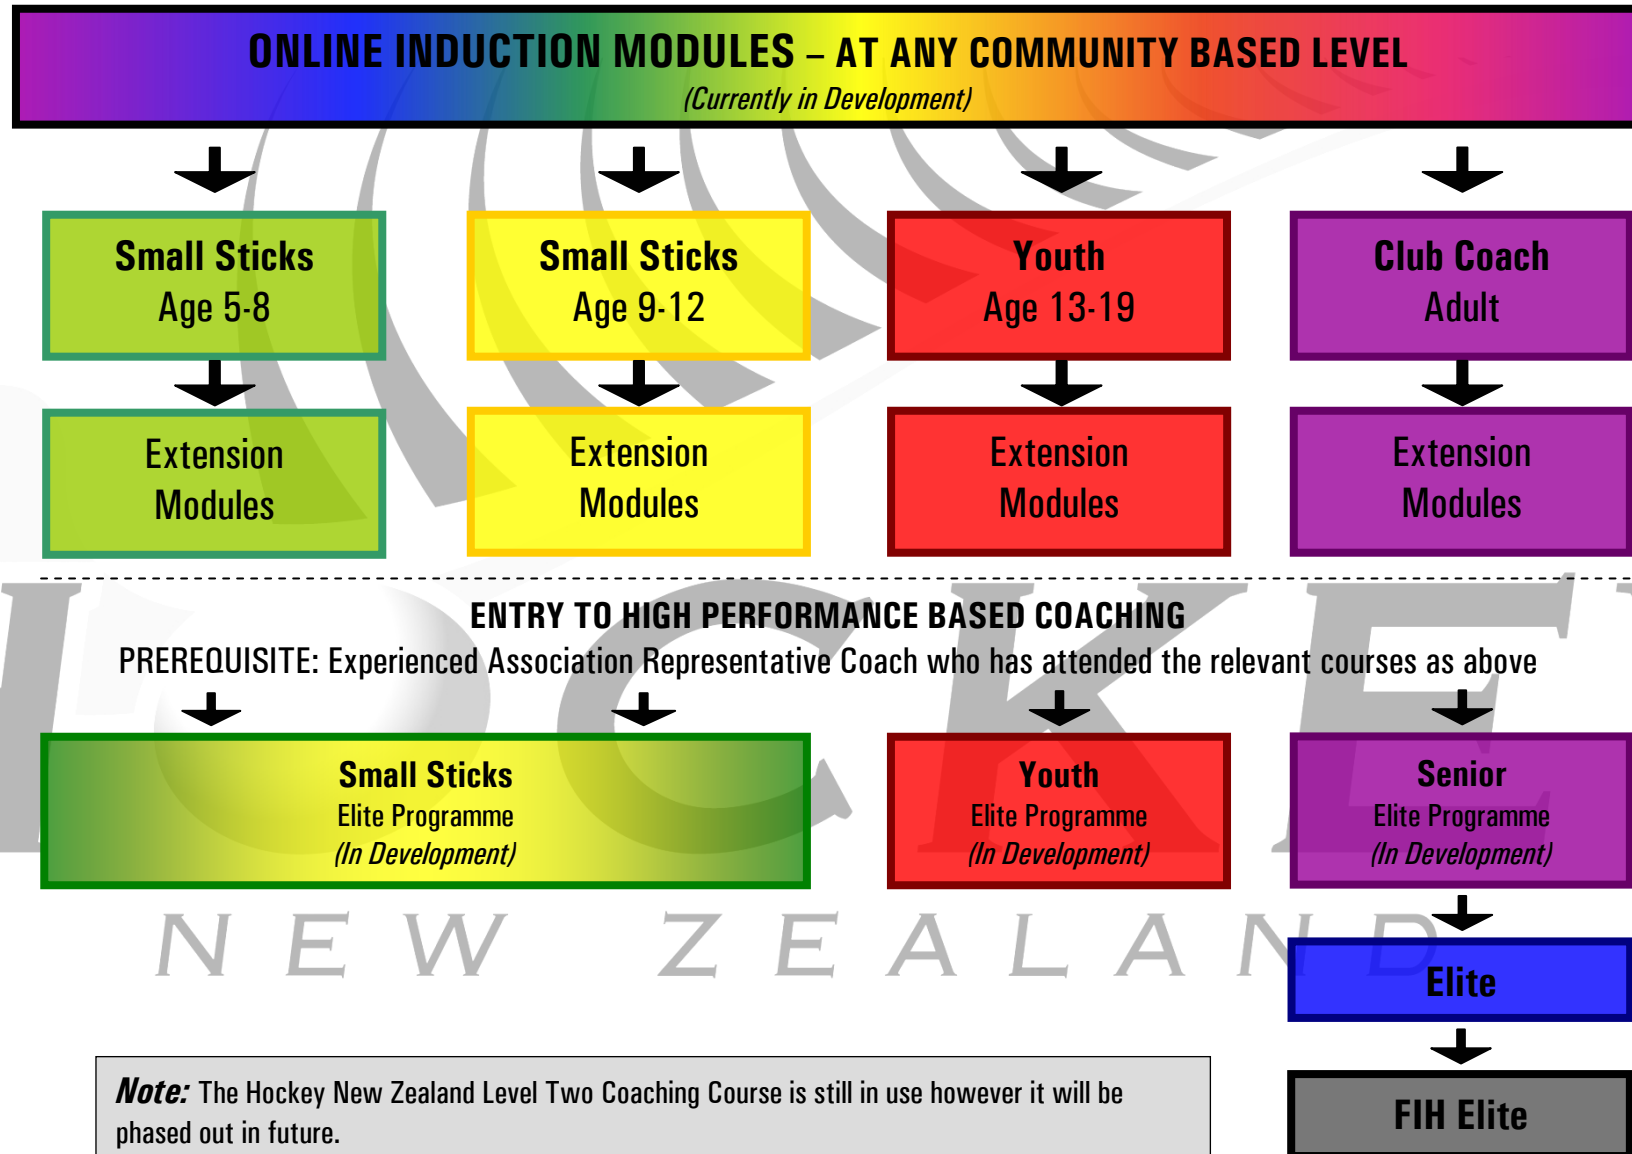 ONLINE INDUCTION MODULES – AT ANY COMMUNITY BASED LEVEL
(Currently in Development)
Small Sticks
Age 5-8
Small Sticks
Age 9-12
Youth
Age 13-19
Club Coach
Adult
Extension
Modules
Extension
Modules
Extension
Modules
Extension
Modules
ENTRY TO HIGH PERFORMANCE BASED COACHING
PREREQUISITE: Experienced Association Representative Coach who has attended the relevant courses as above
Small Sticks
Elite Programme
(In Development)
Youth
Elite Programme
(In Development)
Senior
Elite Programme
(In Development)
NEW ZEALAND
Elite
FIH Elite
Note: The Hockey New Zealand Level Two Coaching Course is still in use however it will be
phased out in future.